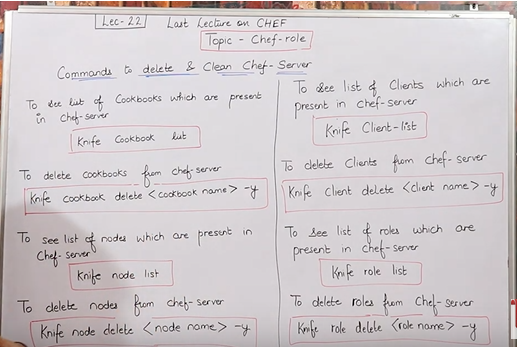 Lec-22 Last Lecture on CHEF
Topic - Chef-role
Commands to delete & Clean Chef-Server
To see list of Cookbooks which are present
in chef-server
Knife Cookbook list
To delete cookbooks from chef-server
Knife cookbook delete <cookbook name> -y
To see list of nodes which are present in
Chef-server
Knife node list
To delete nodes from chef-server
Knife node delete <node name> -y
To see list of Clients which are
present in chef-server
Knife Client-list
To delete Clients from chef-server
Knife Client delete <client name> -y
To see list of roles which are
present in chef-server
Knife role list
To delete roles from Chef-server
Knife role delete <role name> -y